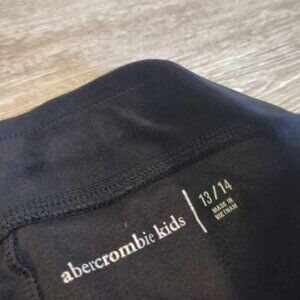 abercrombie kids
13/14
MADE IN
VIETNAM